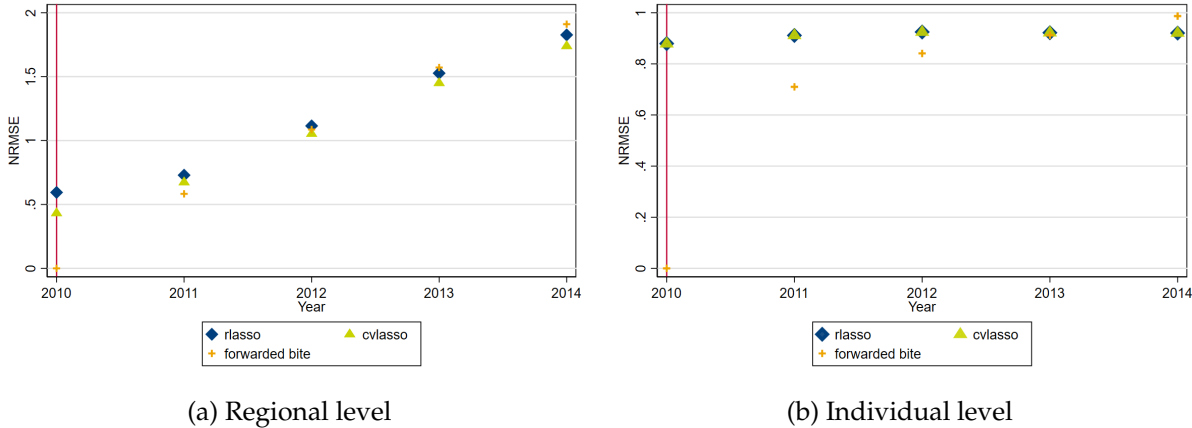 2
1.5
1
.5
0
NRMSE
2010 2011 2012 2013 2014
Year
rlasso cvlasso
forwarded bite
(a) Regional level
1
.8
.6
.4
.2
0
NRMSE
2010 2011 2012 2013 2014
Year
rlasso cvlasso
forwarded bite
(b) Individual level